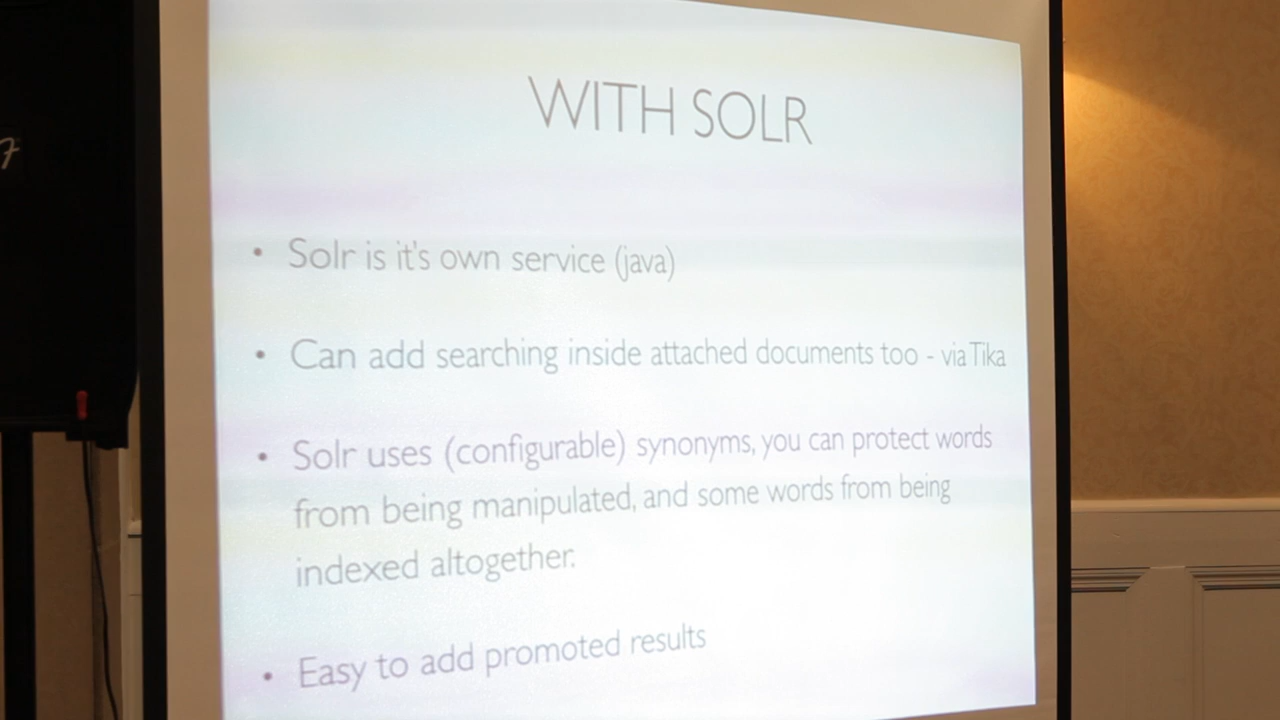 WITH SOLR
• Solr is it's own service (java)
• Can add searching inside attached documents too - via Tika
• Solr uses (configurable) synonyms, you can protect words
from being manipulated, and some words from being
indexed altogether.
• Easy to add promoted results